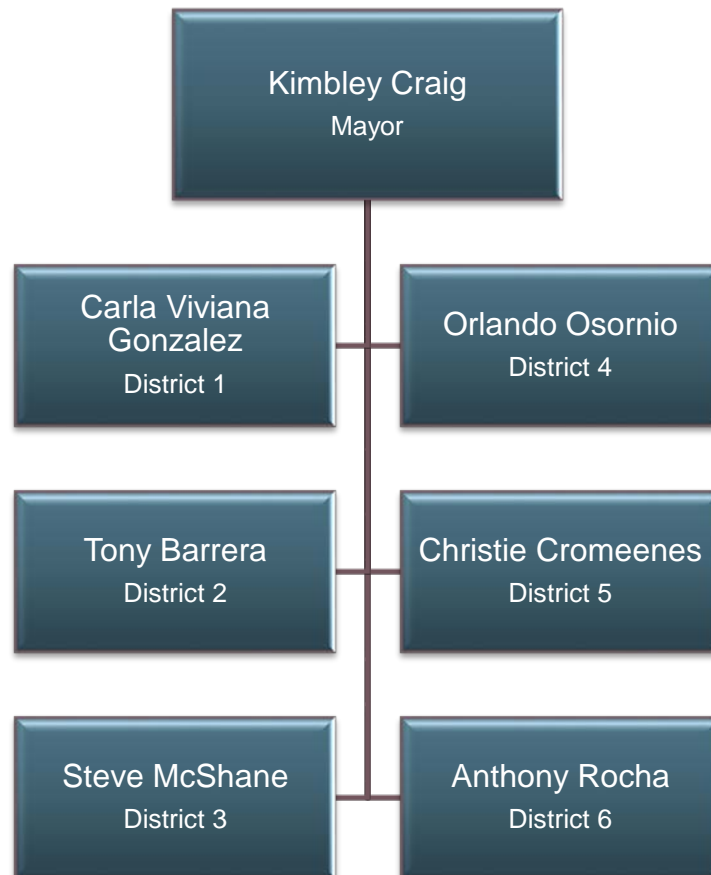 Kimbley Craig
Mayor
Carla Viviana
Gonzalez
District 1
Orlando Osornio
District 4
Tony Barrera
District 2
Christie Cromeenes
District 5
Steve McShane
District 3
Anthony Rocha
District 6